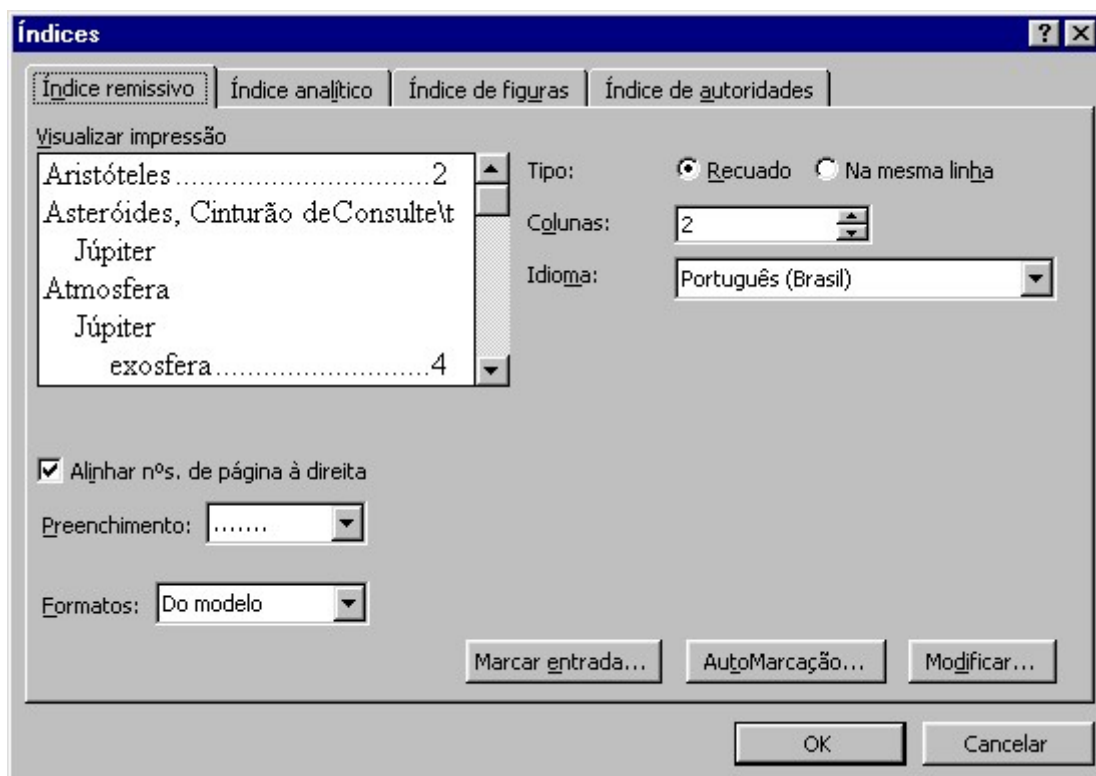 Índices
Índice remissivo Índice analítico Índice de figuras Índice de autoridades
Visualizar impressão
Aristóteles..............................2
Asteróides, Cinturão deConsulte\t
Júpiter
Atmosfera
Júpiter
exosfera..........................4
Tipo: Recuado Na mesma linha
Colunas: 2
Idioma: Português (Brasil)
Alinhar nºs. de página à direita
Preenchimento: .......
Formatos: Do modelo
Marcar entrada... AutoMarcação... Modificar...
OK Cancelar